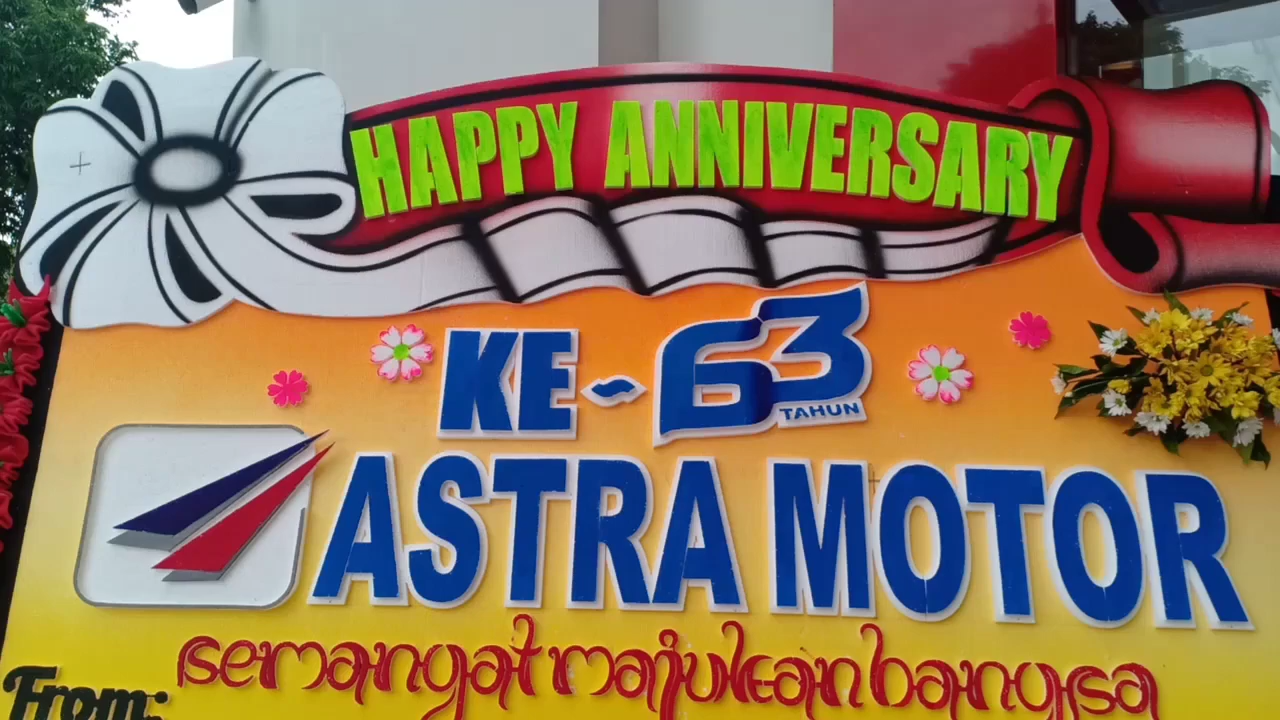 HAPPY ANNIVERSARY
KE-63
TAHUN
ASTRA MOTOR
semangat majukan bangsa
From: